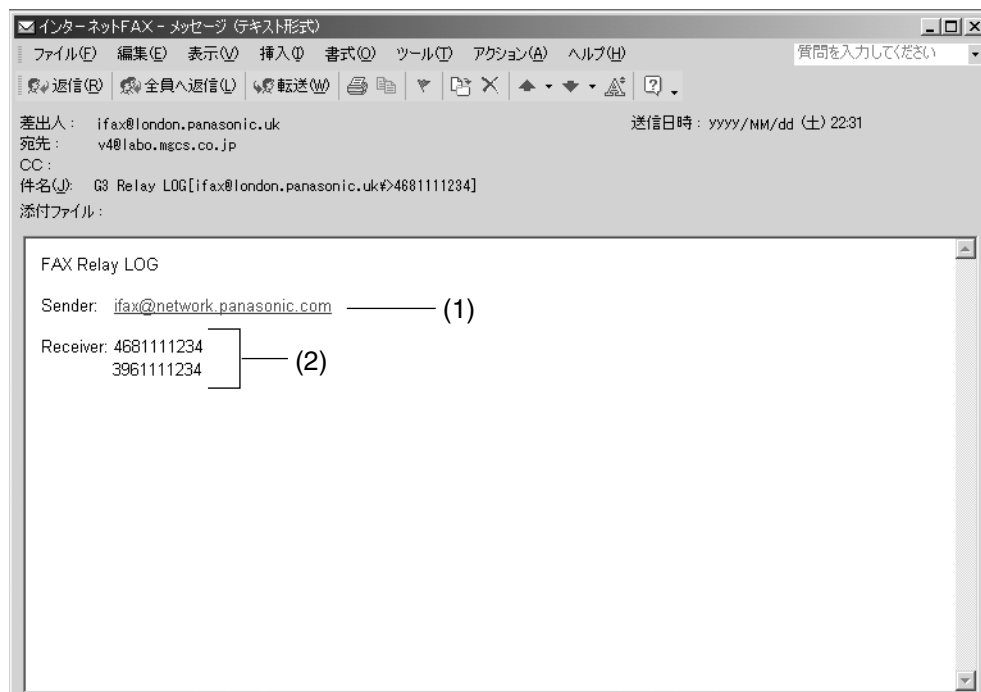 インターネットFAX - メッセージ (テキスト形式)
ファイル(F) 編集(E) 表示(V) 挿入(I) 書式(O) ツール(T) アクション(A) ヘルプ(H) 質問を入力してください
返信(R) 全員へ返信(L) 転送(W)
差出人: ifax@london.panasonic.uk 送信日時: yyyy/MM/dd (土) 22:31
宛先: v4@labo.mgcs.co.jp
CC:
件名(J): G3 Relay LOG[ifax@london.panasonic.uk¥>4681111234]
添付ファイル:
FAX Relay LOG
Sender: ifax@network.panasonic.com (1)
Receiver: 4681111234
3961111234 (2)